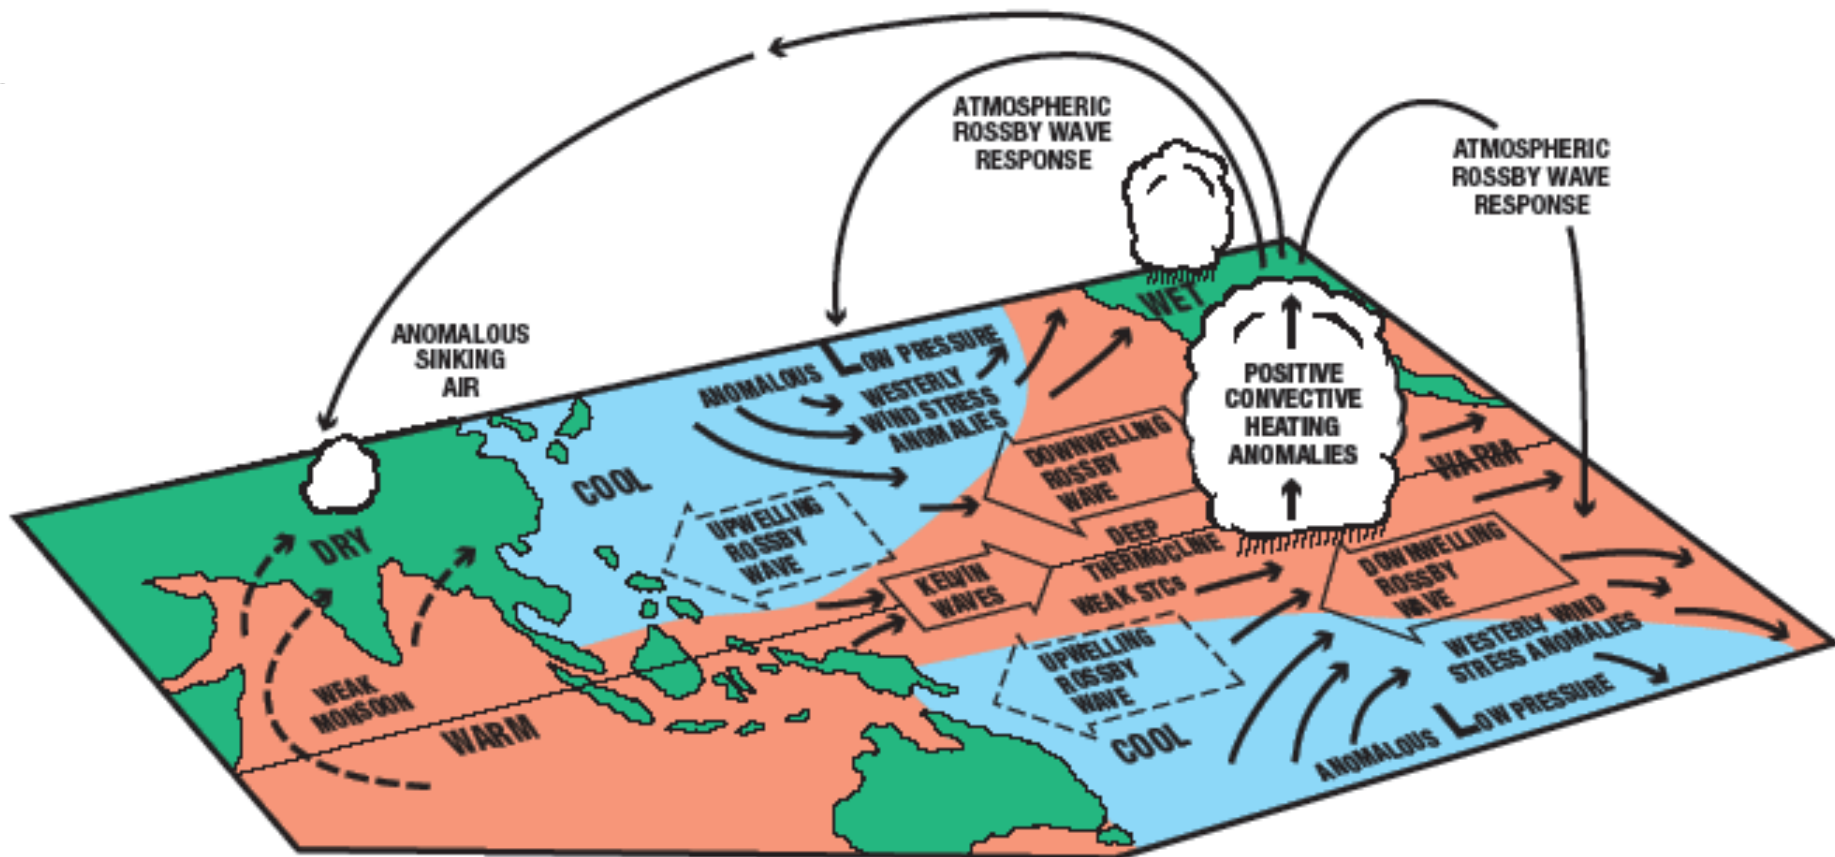 ATMOSPHERIC
ROSSBY WAVE
RESPONSE
ATMOSPHERIC
ROSSBY WAVE
RESPONSE
ANOMALOUS
SINKING
AIR
WET
ANOMALOUS LOW PRESSURE
WESTERLY
WIND STRESS
ANOMALIES
POSITIVE
CONVECTIVE
HEATING
ANOMALIES
COOL
DOWNWELLING
ROSSBY
WAVE
WARM
UPWELLING
ROSSBY
WAVE
DRY
DEEP
THERMOCLINE
WEAK STCs
KELVIN
WAVES
DOWNWELLING
ROSSBY
WAVE
UPWELLING
ROSSBY
WAVE
WESTERLY WIND
STRESS ANOMALIES
WEAK
MONSOON
WARM
COOL
ANOMALOUS LOW PRESSURE